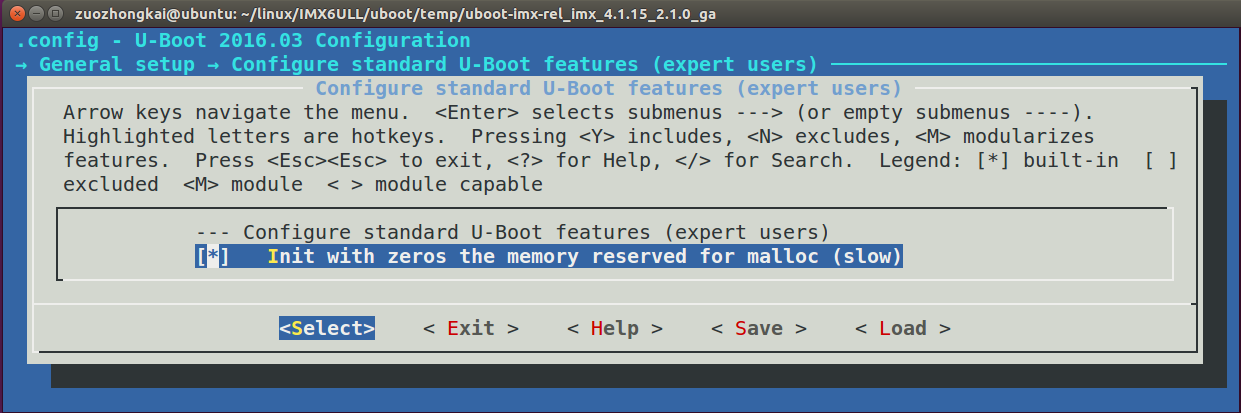 zuozhongkai@ubuntu: ~/linux/IMX6ULL/uboot/temp/uboot-imx-rel_imx_4.1.15_2.1.0_ga
.config - U-Boot 2016.03 Configuration
→ General setup → Configure standard U-Boot features (expert users)
Configure standard U-Boot features (expert users)
Arrow keys navigate the menu.  <Enter> selects submenus ---> (or empty submenus ----).
Highlighted letters are hotkeys.  Pressing <Y> includes, <N> excludes, <M> modularizes
features.  Press <Esc><Esc> to exit, <?> for Help, </> for Search.  Legend: [*] built-in  [ ]
excluded  <M> module  < > module capable
--- Configure standard U-Boot features (expert users)
[*]   Init with zeros the memory reserved for malloc (slow)
<Select>    < Exit >    < Help >    < Save >    < Load >